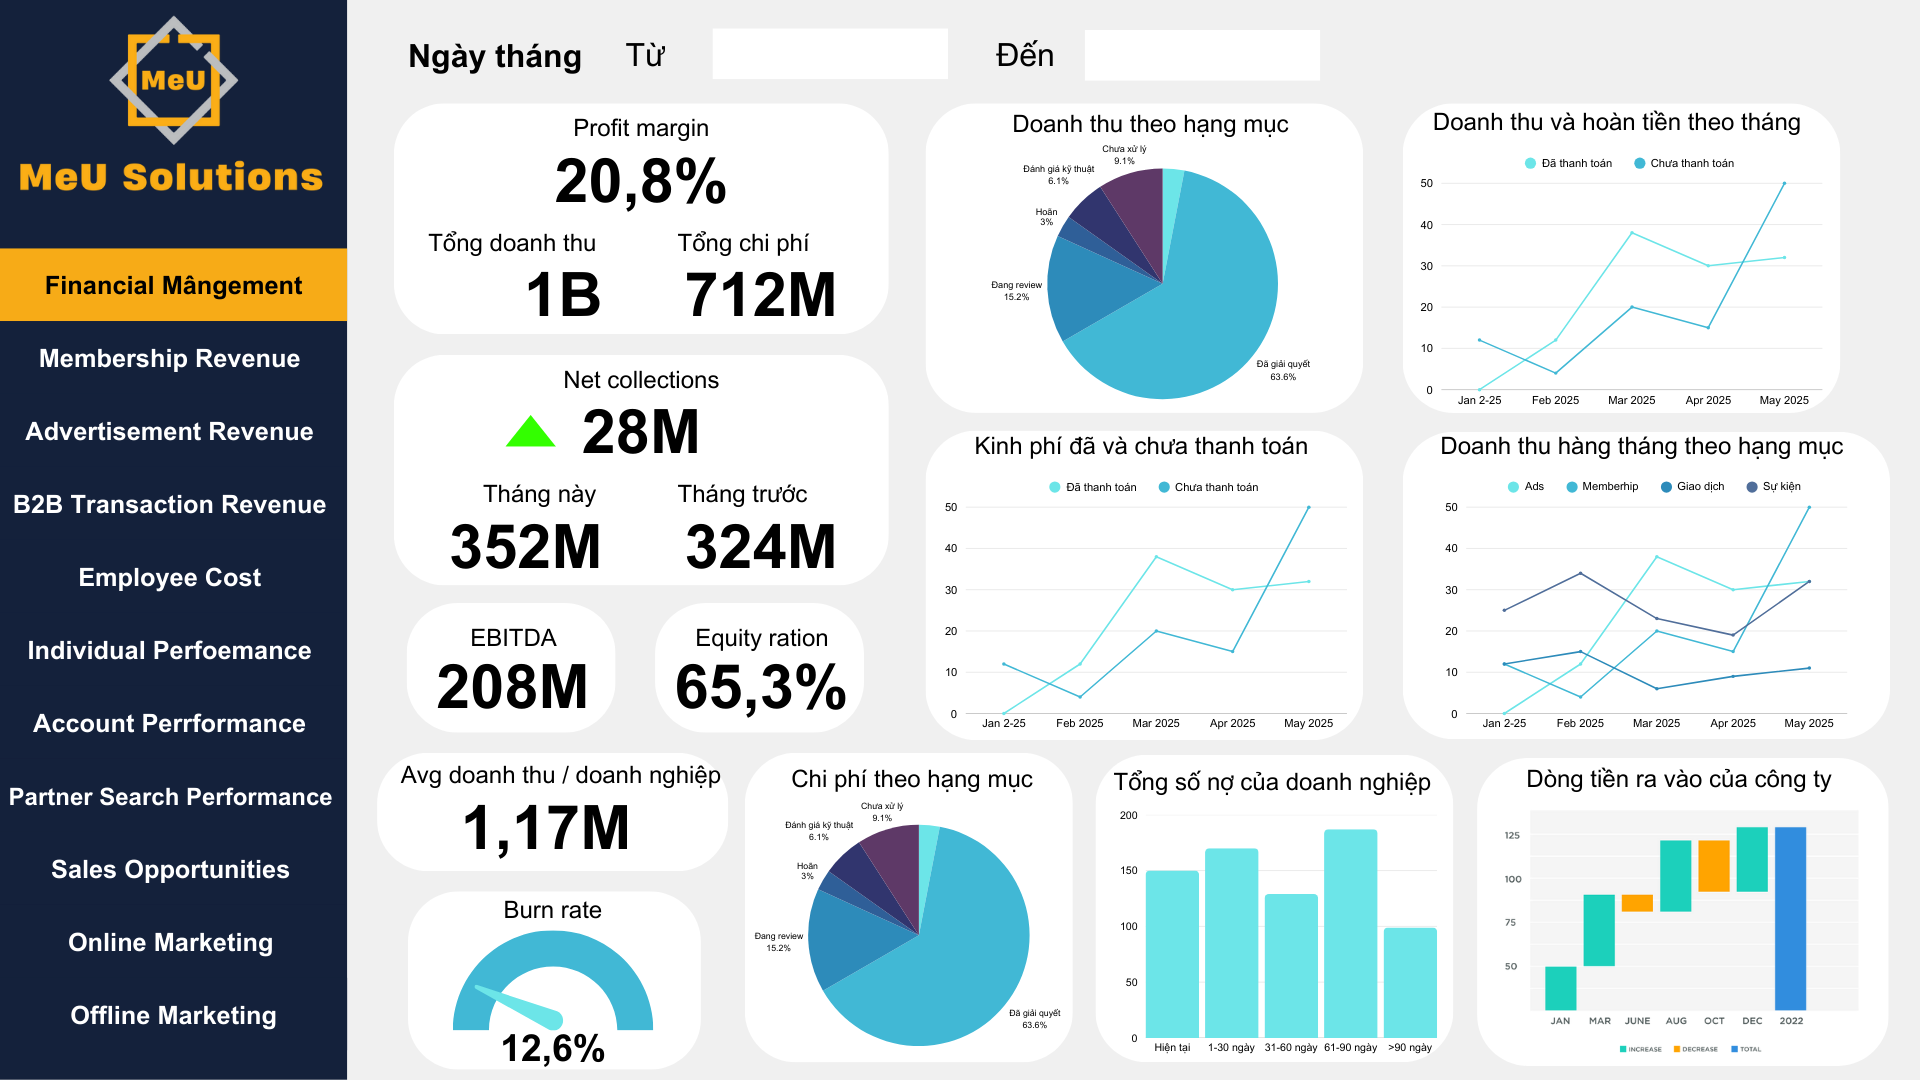 MeU
MeU Solutions
Financial Mângement
Membership Revenue
Advertisement Revenue
B2B Transaction Revenue
Employee Cost
Individual Perfoemance
Account Perrformance
Partner Search Performance
Sales Opportunities
Online Marketing
Offline Marketing
Ngày tháng Từ Đến
Profit margin
20,8%
Tổng doanh thu Tổng chi phí
1B 712M
Net collections
28M
Tháng này Tháng trước
352M 324M
EBITDA
208M
Equity ration
65,3%
Avg doanh thu / doanh nghiệp
1,17M
Burn rate
12,6%
Doanh thu theo hạng mục
Chưa xử lý
9.1%
Đánh giá kỹ thuật
6.1%
Hoãn
3%
Đang review
15.2%
Đã giải quyết
63.6%
Doanh thu và hoàn tiền theo tháng
Đã thanh toán Chưa thanh toán
50
40
30
20
10
0
Jan 2-25 Feb 2025 Mar 2025 Apr 2025 May 2025
Kinh phí đã và chưa thanh toán
Đã thanh toán Chưa thanh toán
50
40
30
20
10
0
Jan 2-25 Feb 2025 Mar 2025 Apr 2025 May 2025
Doanh thu hàng tháng theo hạng mục
Ads Memberhip Giao dịch Sự kiện
50
40
30
20
10
0
Jan 2-25 Feb 2025 Mar 2025 Apr 2025 May 2025
Chi phí theo hạng mục
Chưa xử lý
9.1%
Đánh giá kỹ thuật
6.1%
Hoãn
3%
Đang review
15.2%
Đã giải quyết
63.6%
Tổng số nợ của doanh nghiệp
200
150
100
50
0
Hiện tại 1-30 ngày 31-60 ngày 61-90 ngày >90 ngày
Dòng tiền ra vào của công ty
125
100
75
50
JAN MAR JUNE AUG OCT DEC 2022
INCREASE DECREASE TOTAL